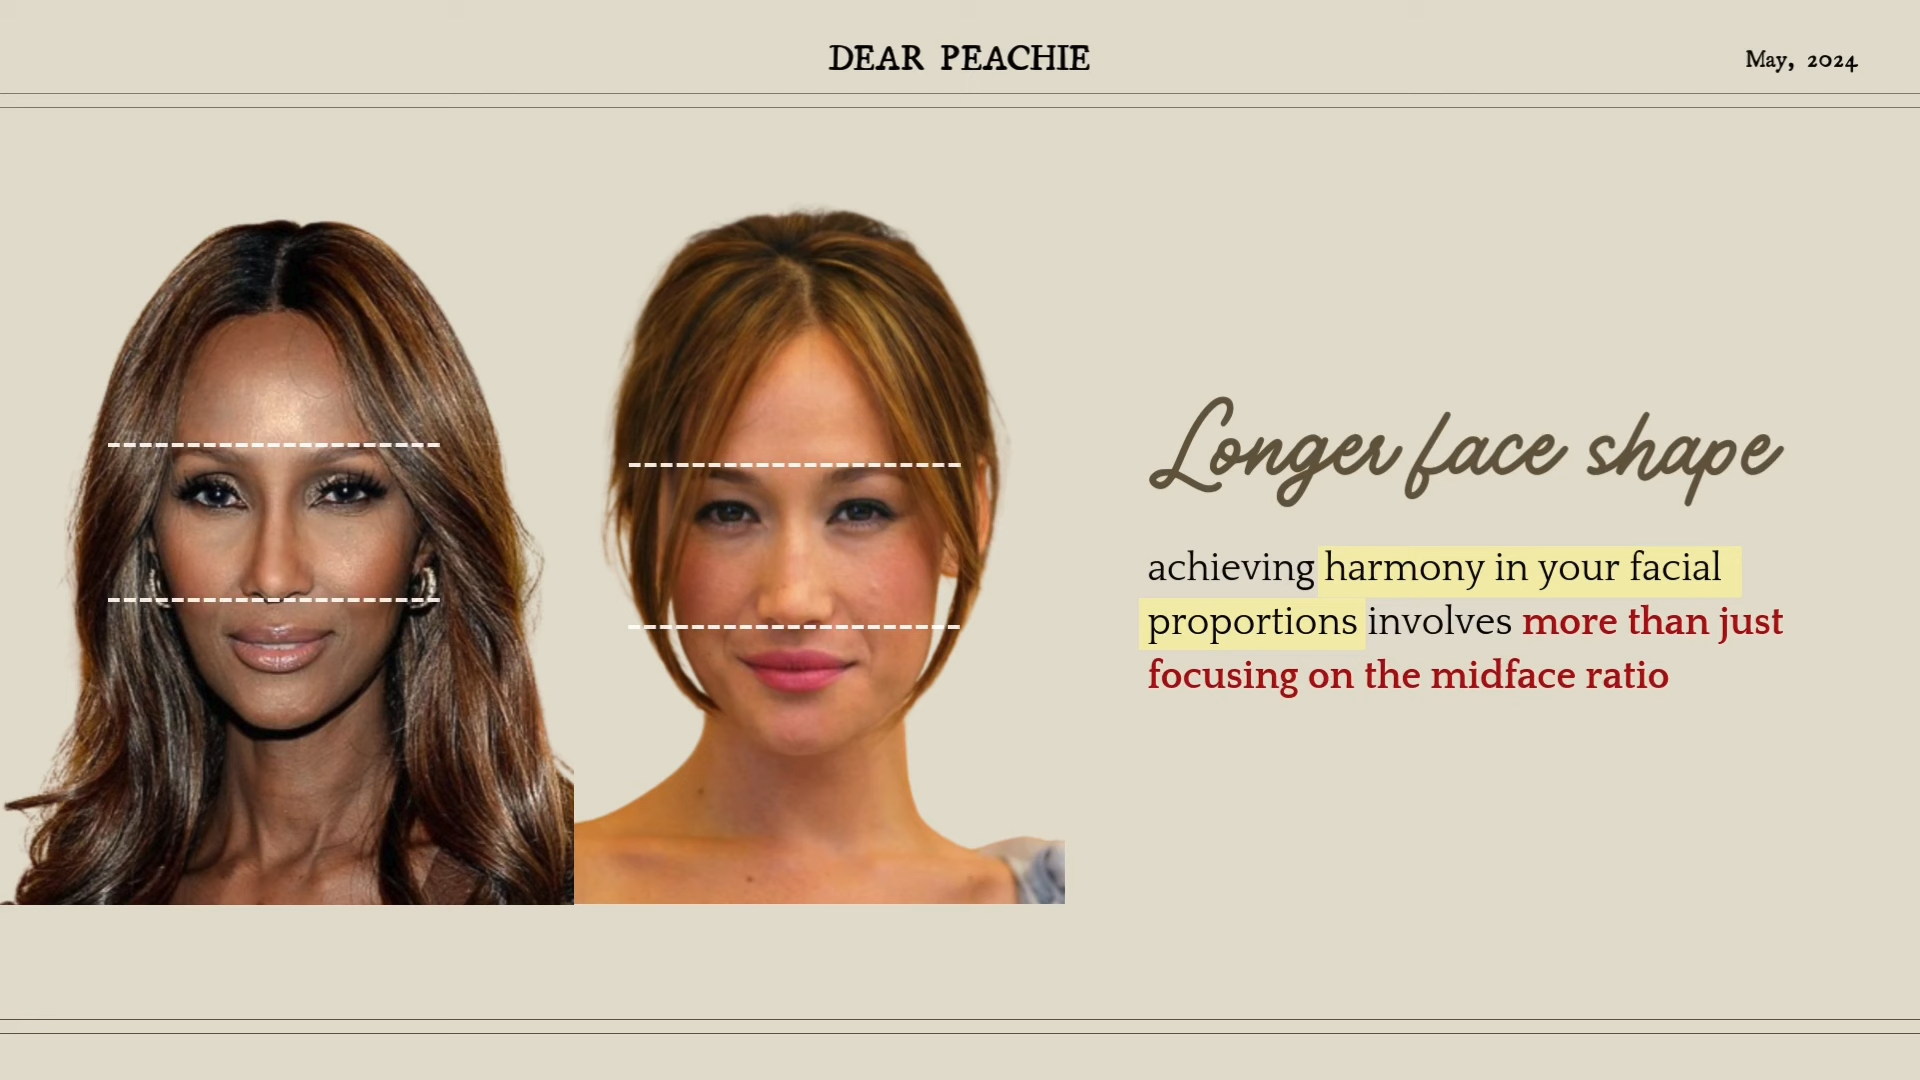 DEAR PEACHIE
May, 2024
Longer face shape
achieving harmony in your facial
proportions involves more than just
focusing on the midface ratio